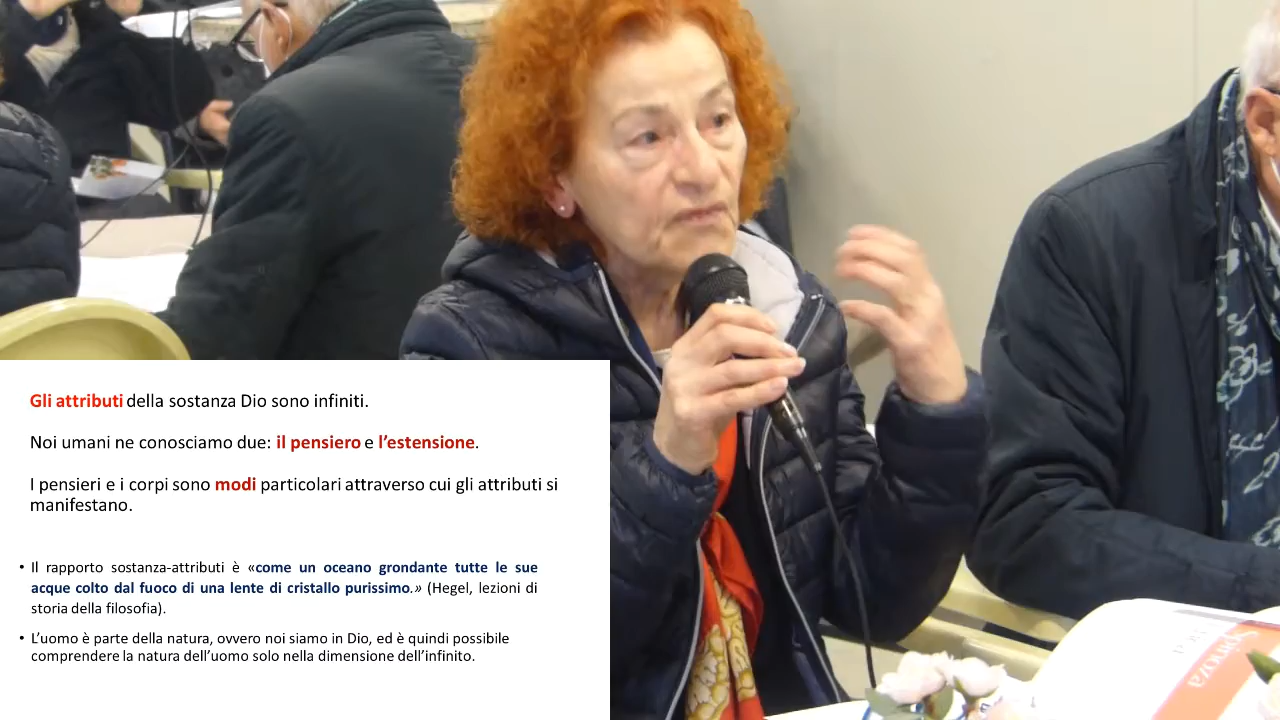 Gli attributi della sostanza Dio sono infiniti.
Noi umani ne conosciamo due: il pensiero e l’estensione.
I pensieri e i corpi sono modi particolari attraverso cui gli attributi si
manifestano.
• Il rapporto sostanza-attributi è «come un oceano grondante tutte le sue
acque colto dal fuoco di una lente di cristallo purissimo.» (Hegel, lezioni di
storia della filosofia).
• L’uomo è parte della natura, ovvero noi siamo in Dio, ed è quindi possibile
comprendere la natura dell’uomo solo nella dimensione dell’infinito.
Spinoza